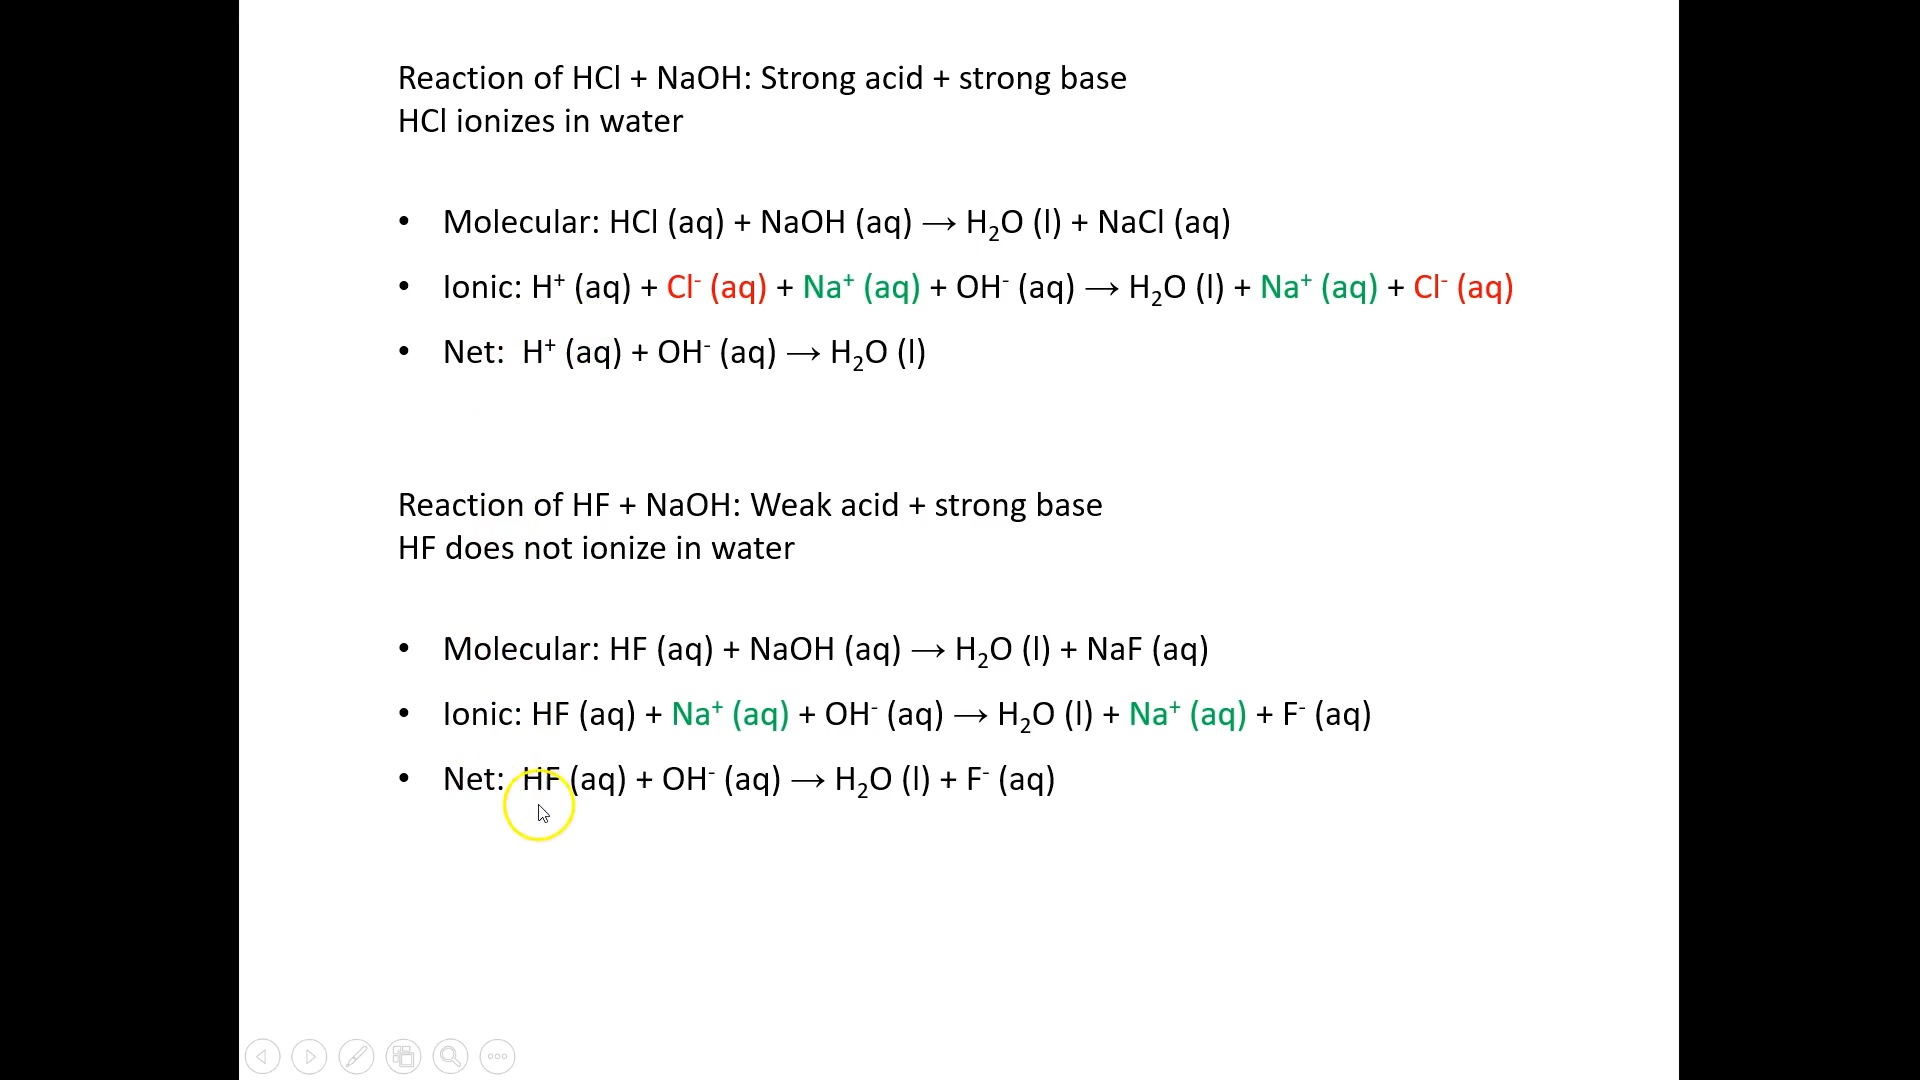 Reaction of HCl + NaOH: Strong acid + strong base
HCl ionizes in water
• Molecular: HCl (aq) + NaOH (aq) → H₂O (l) + NaCl (aq)
• Ionic: H⁺ (aq) + Cl⁻ (aq) + Na⁺ (aq) + OH⁻ (aq) → H₂O (l) + Na⁺ (aq) + Cl⁻ (aq)
• Net: H⁺ (aq) + OH⁻ (aq) → H₂O (l)
Reaction of HF + NaOH: Weak acid + strong base
HF does not ionize in water
• Molecular: HF (aq) + NaOH (aq) → H₂O (l) + NaF (aq)
• Ionic: HF (aq) + Na⁺ (aq) + OH⁻ (aq) → H₂O (l) + Na⁺ (aq) + F⁻ (aq)
• Net: HF (aq) + OH⁻ (aq) → H₂O (l) + F⁻ (aq)